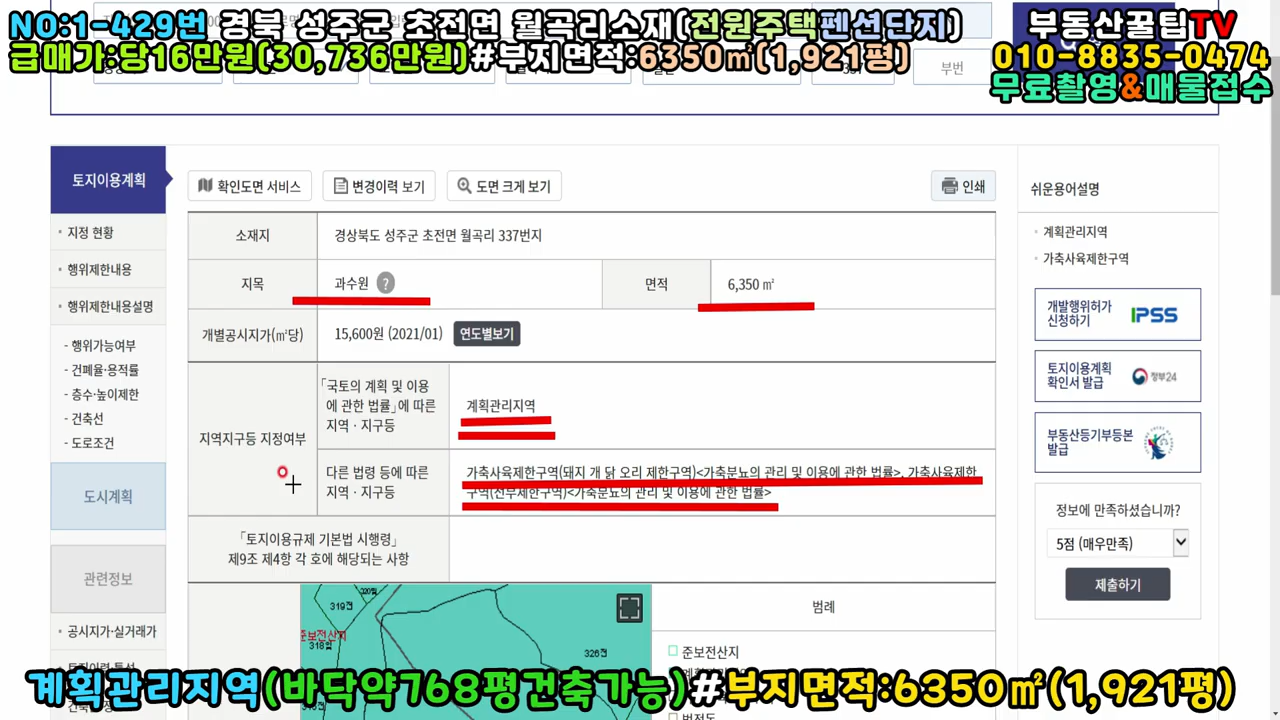 NO:1-429번 경북 성주군 초전면 월곡리소재(전원주택펜션단지)
급매가:당16만원(30,736만원)#부지면적:6350㎡(1,921평)
부동산꿀팁TV
010-8835-0474
무료촬영&매물접수
부번
토지이용계획
확인도면 서비스
변경이력 보기
도면 크게 보기
인쇄
쉬운용어설명
· 지정 현황
· 행위제한내용
· 행위제한내용설명
- 행위가능여부
- 건폐율·용적률
- 층수·높이제한
- 건축선
- 도로조건
도시계획
관련정보
· 공시지가·실거래가
소재지
경상북도 성주군 초전면 월곡리 337번지
지목
과수원 ?
면적
6,350 ㎡
개별공시지가(㎡당)
15,600원 (2021/01) 연도별보기
지역지구등 지정여부
「국토의 계획 및 이용
에 관한 법률」에 따른
지역ㆍ지구등
계획관리지역
다른 법령 등에 따른
지역ㆍ지구등
가축사육제한구역(돼지 개 닭 오리 제한구역)<가축분뇨의 관리 및 이용에 관한 법률>, 가축사육제한
구역(전부제한구역)<가축분뇨의 관리 및 이용에 관한 법률>
「토지이용규제 기본법 시행령」
제9조 제4항 각 호에 해당되는 사항
319전
준보전산지
318임
326전
범례
준보전산지
· 계획관리지역
· 가축사육제한구역
개발행위허가
신청하기
IPSS
토지이용계획
확인서 발급
정부24
부동산등기부등본
발급
정보에 만족하셨습니까?
5점 (매우만족)
제출하기
계획관리지역(바닥약768평건축가능)#부지면적:6350㎡(1,921평)